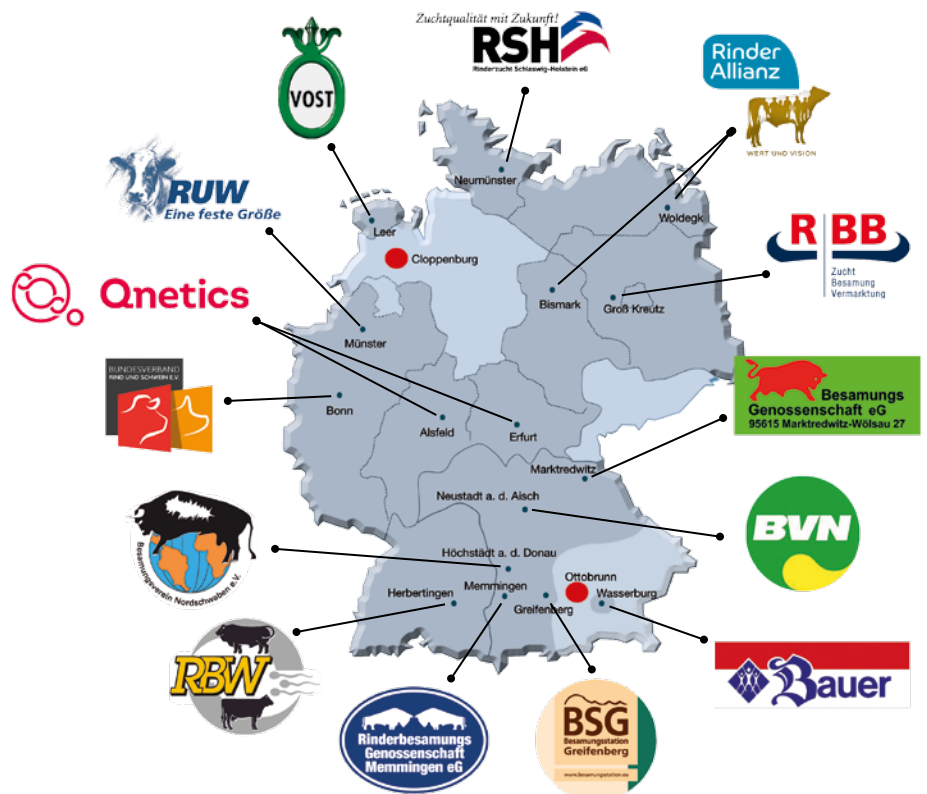 Zuchtqualität mit Zukunft!
RSH
Rinderzucht Schleswig-Holstein eG
Rinder
Allianz
WERT UND VISION
VOST
RUW
Eine feste Größe
RBB
Zucht
Besamung
Vermarktung
Qnetics
BUNDESVERBAND
RIND UND SCHWEIN E.V.
Besamungs
Genossenschaft eG
95615 Marktredwitz-Wölsau 27
BVN
Besamungsverein Nordschwaben e.V.
RBW
Rinderbesamungs
Genossenschaft
Memmingen eG
BSG
Besamungsstation
Greifenberg
www.besamungsstation.eu
Bauer
Neumünster
Woldegk
Leer
Cloppenburg
Bismark
Groß Kreutz
Münster
Bonn
Alsfeld
Erfurt
Marktredwitz
Neustadt a. d. Aisch
Höchstädt a. d. Donau
Ottobrunn
Memmingen
Herbertingen
Wasserburg
Greifenberg